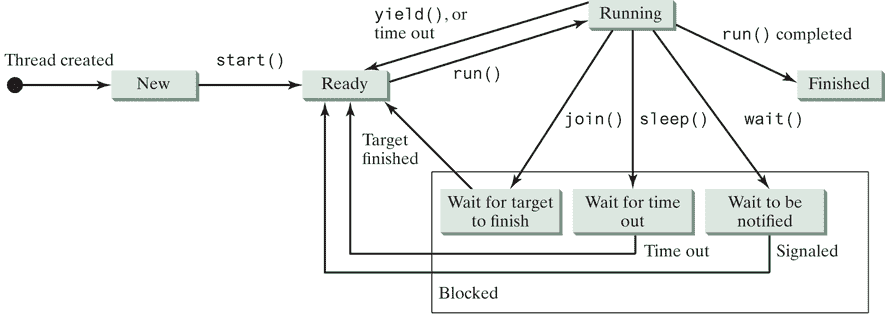 yield(), or
time out
Running
run() completed
Thread created
start()
New
Ready
run()
Finished
join()
sleep()
wait()
Target
finished
Wait for target
to finish
Wait for time
out
Wait to be
notified
Time out
Signaled
Blocked